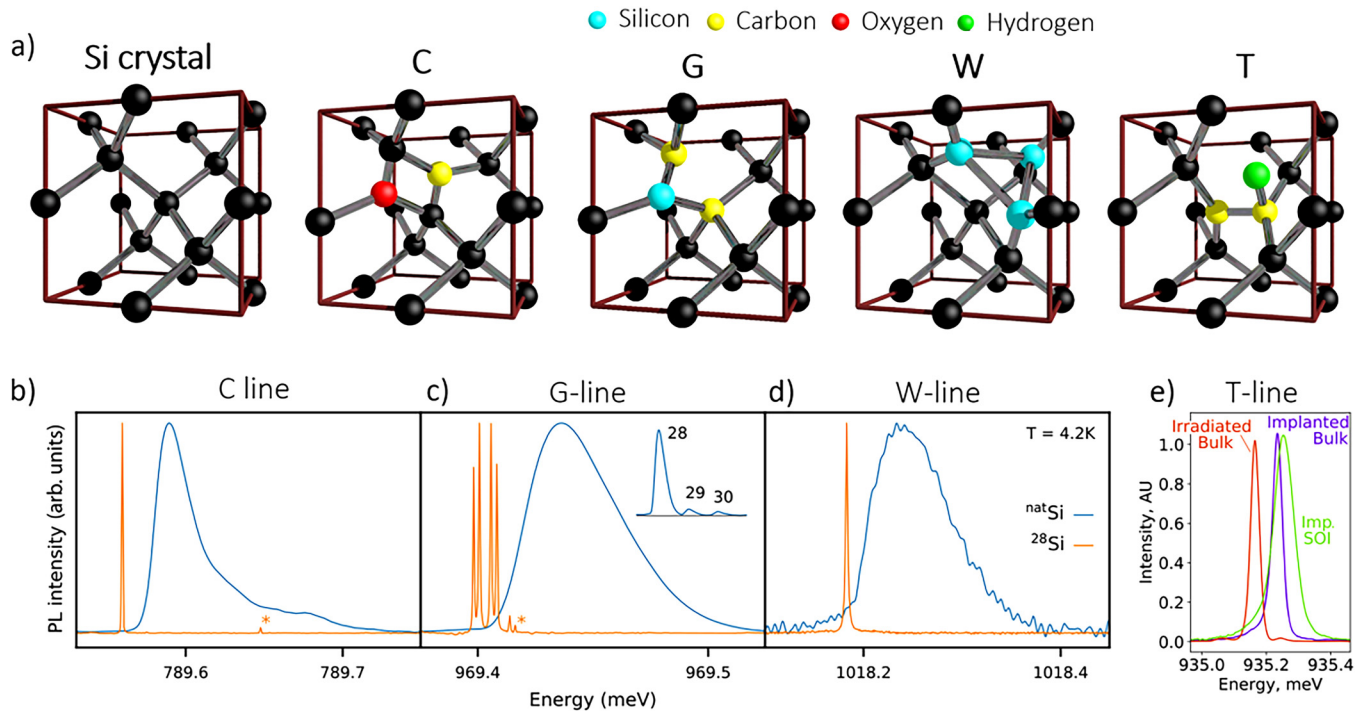 Silicon Carbon Oxygen Hydrogen
a)
Si crystal C G W T
b) C line c) G-line d) W-line e) T-line
PL intensity (arb. units)
*
*
28
29 30
T = 4.2K
natSi
28Si
789.6 789.7 969.4 969.5 1018.2 1018.4
Energy (meV)
Irradiated
Bulk
Implanted
Bulk
Imp.
SOI
Intensity, AU
1.0
0.8
0.6
0.4
0.2
0.0
935.0 935.2 935.4
Energy, meV